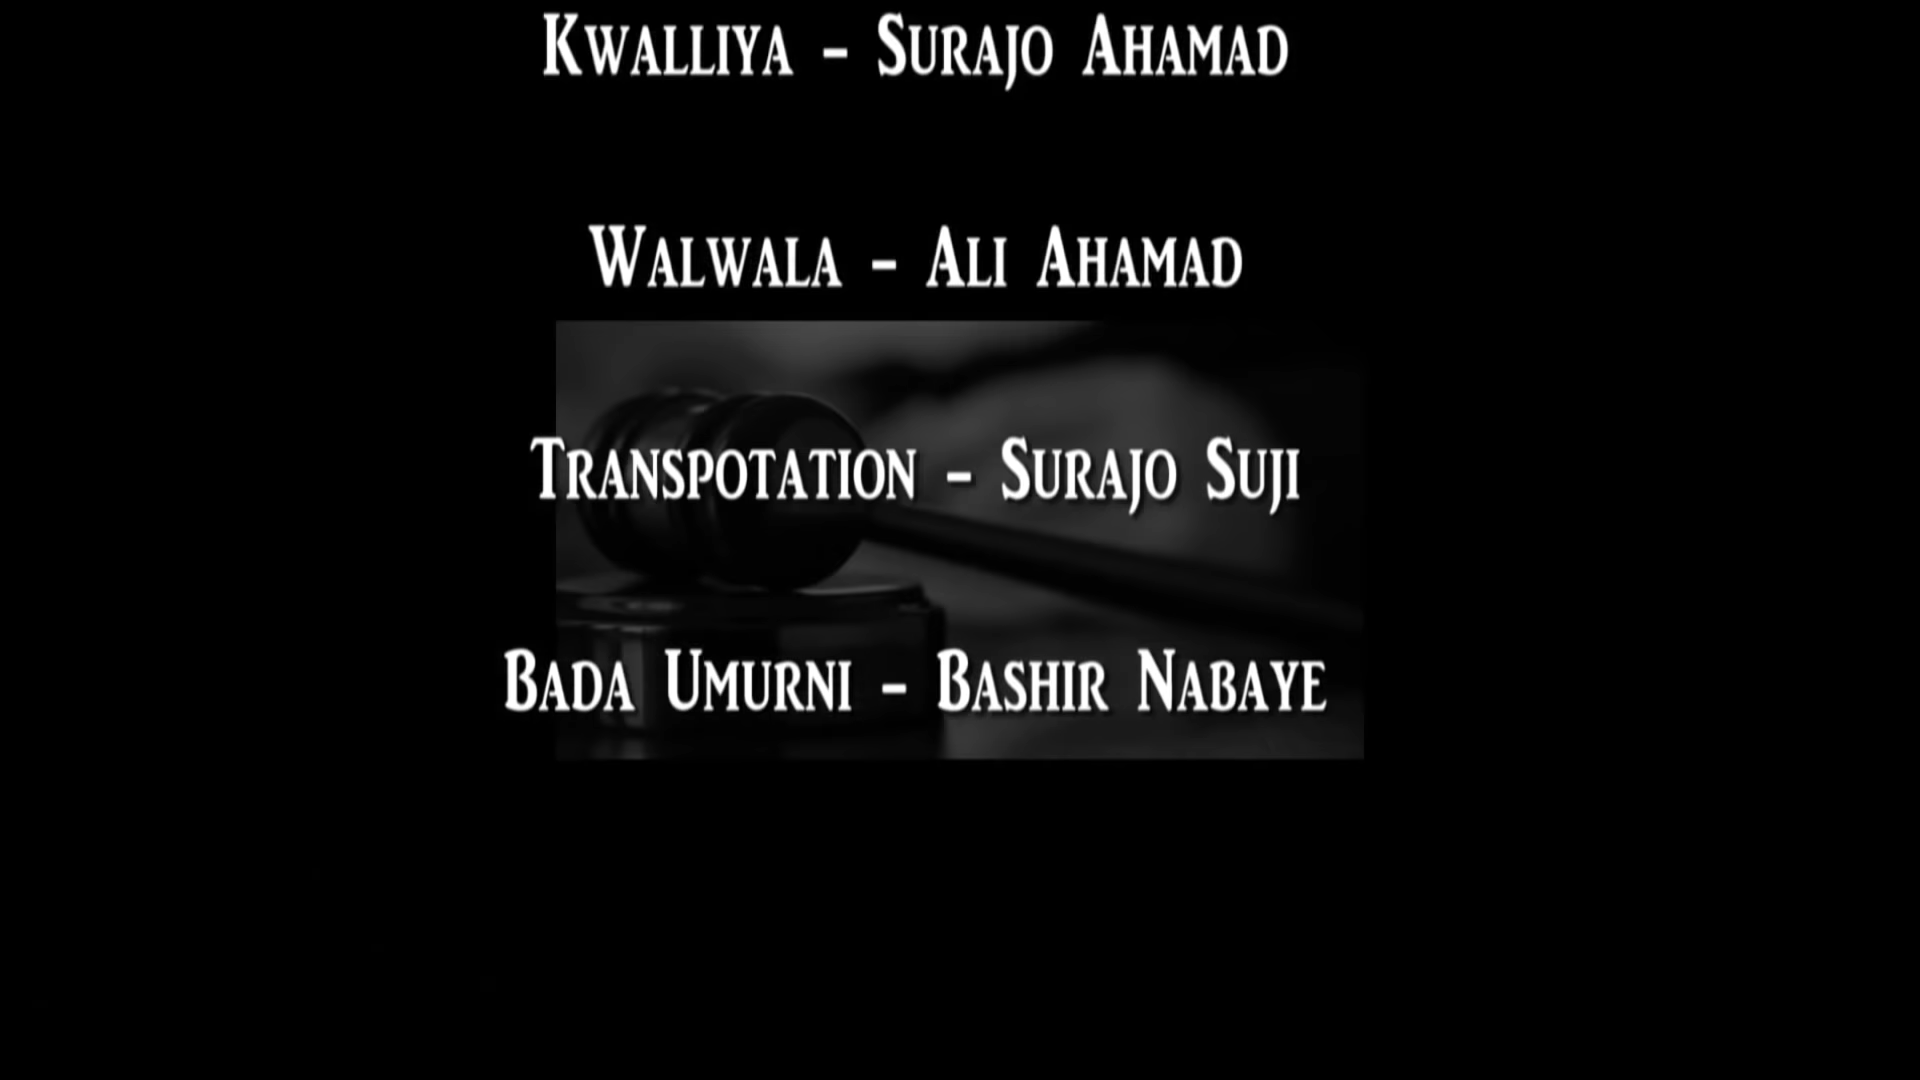 Kwalliya - Surajo Ahamad
Walwala - Ali Ahamad
Transpotation - Surajo Suji
Bada Umurni - Bashir Nabaye